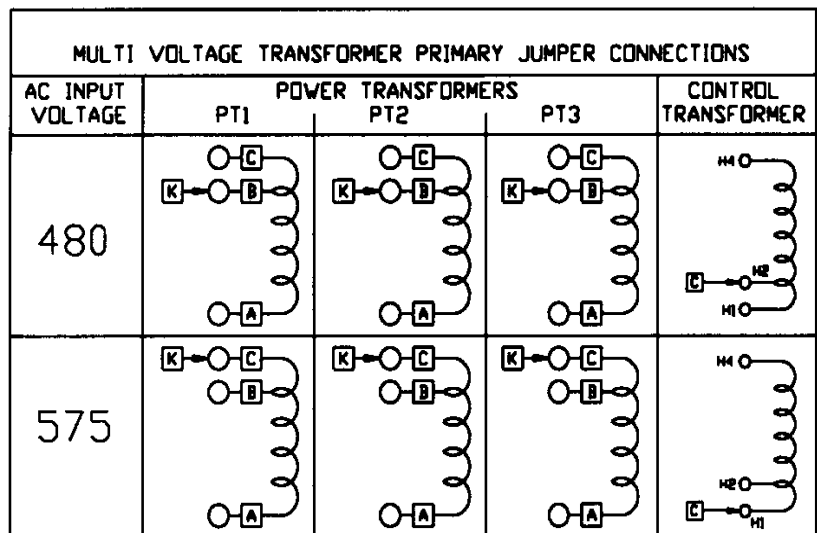 MULTI VOLTAGE TRANSFORMER PRIMARY JUMPER CONNECTIONS
AC INPUT VOLTAGE
POWER TRANSFORMERS
PT1 PT2 PT3
CONTROL TRANSFORMER
480
C C C H4
K B K B K B
C H2
A A A H1
575
K C K C K C H4
B B B
H2
A A A C H1